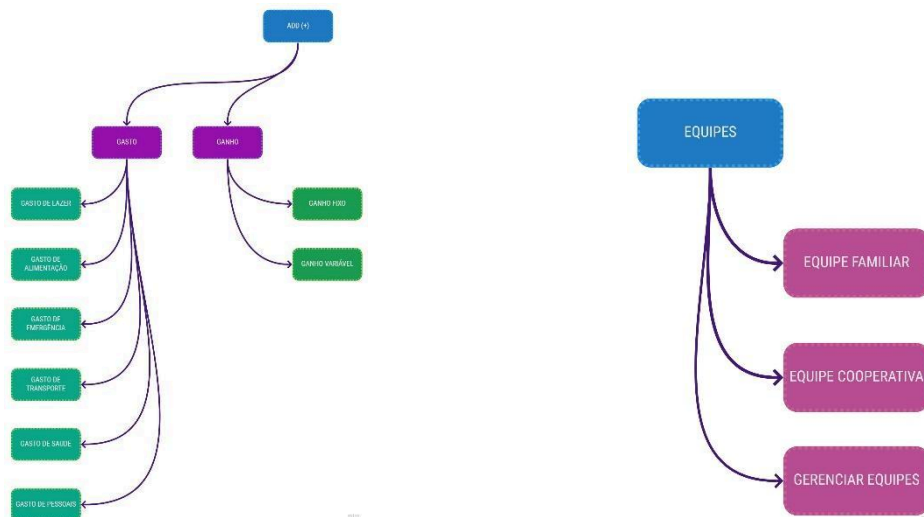 ADD (+)
GASTO
GANHO
GASTO DE LAZER
GASTO DE
ALIMENTAÇÃO
GASTO DE
EMERGÊNCIA
GASTO DE
TRANSPORTE
GASTO DE SAÚDE
GASTO DE PESSOAIS
GANHO FIXO
GANHO VARIÁVEL
EQUIPES
EQUIPE FAMILIAR
EQUIPE COOPERATIVA
GERENCIAR EQUIPES